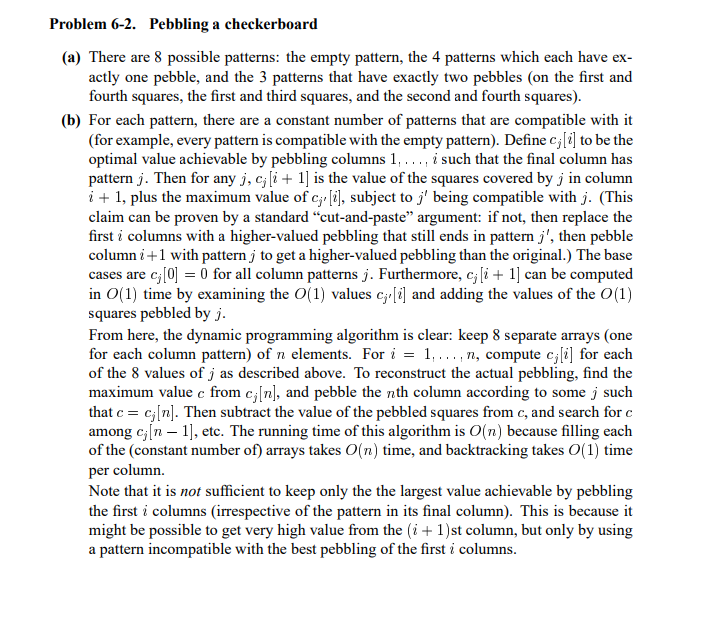 Problem 6-2. Pebbling a checkerboard
(a) There are 8 possible patterns: the empty pattern, the 4 patterns which each have ex-
actly one pebble, and the 3 patterns that have exactly two pebbles (on the first and
fourth squares, the first and third squares, and the second and fourth squares).
(b) For each pattern, there are a constant number of patterns that are compatible with it
(for example, every pattern is compatible with the empty pattern). Define c_j[i] to be the
optimal value achievable by pebbling columns 1, . . . , i such that the final column has
pattern j. Then for any j, c_j[i + 1] is the value of the squares covered by j in column
i + 1, plus the maximum value of c_{j'}[i], subject to j' being compatible with j. (This
claim can be proven by a standard “cut-and-paste” argument: if not, then replace the
first i columns with a higher-valued pebbling that still ends in pattern j', then pebble
column i+1 with pattern j to get a higher-valued pebbling than the original.) The base
cases are c_j[0] = 0 for all column patterns j. Furthermore, c_j[i + 1] can be computed
in O(1) time by examining the O(1) values c_{j'}[i] and adding the values of the O(1)
squares pebbled by j.
From here, the dynamic programming algorithm is clear: keep 8 separate arrays (one
for each column pattern) of n elements. For i = 1, . . . , n, compute c_j[i] for each
of the 8 values of j as described above. To reconstruct the actual pebbling, find the
maximum value c from c_j[n], and pebble the nth column according to some j such
that c = c_j[n]. Then subtract the value of the pebbled squares from c, and search for c
among c_j[n − 1], etc. The running time of this algorithm is O(n) because filling each
of the (constant number of) arrays takes O(n) time, and backtracking takes O(1) time
per column.
Note that it is not sufficient to keep only the the largest value achievable by pebbling
the first i columns (irrespective of the pattern in its final column). This is because it
might be possible to get very high value from the (i + 1)st column, but only by using
a pattern incompatible with the best pebbling of the first i columns.